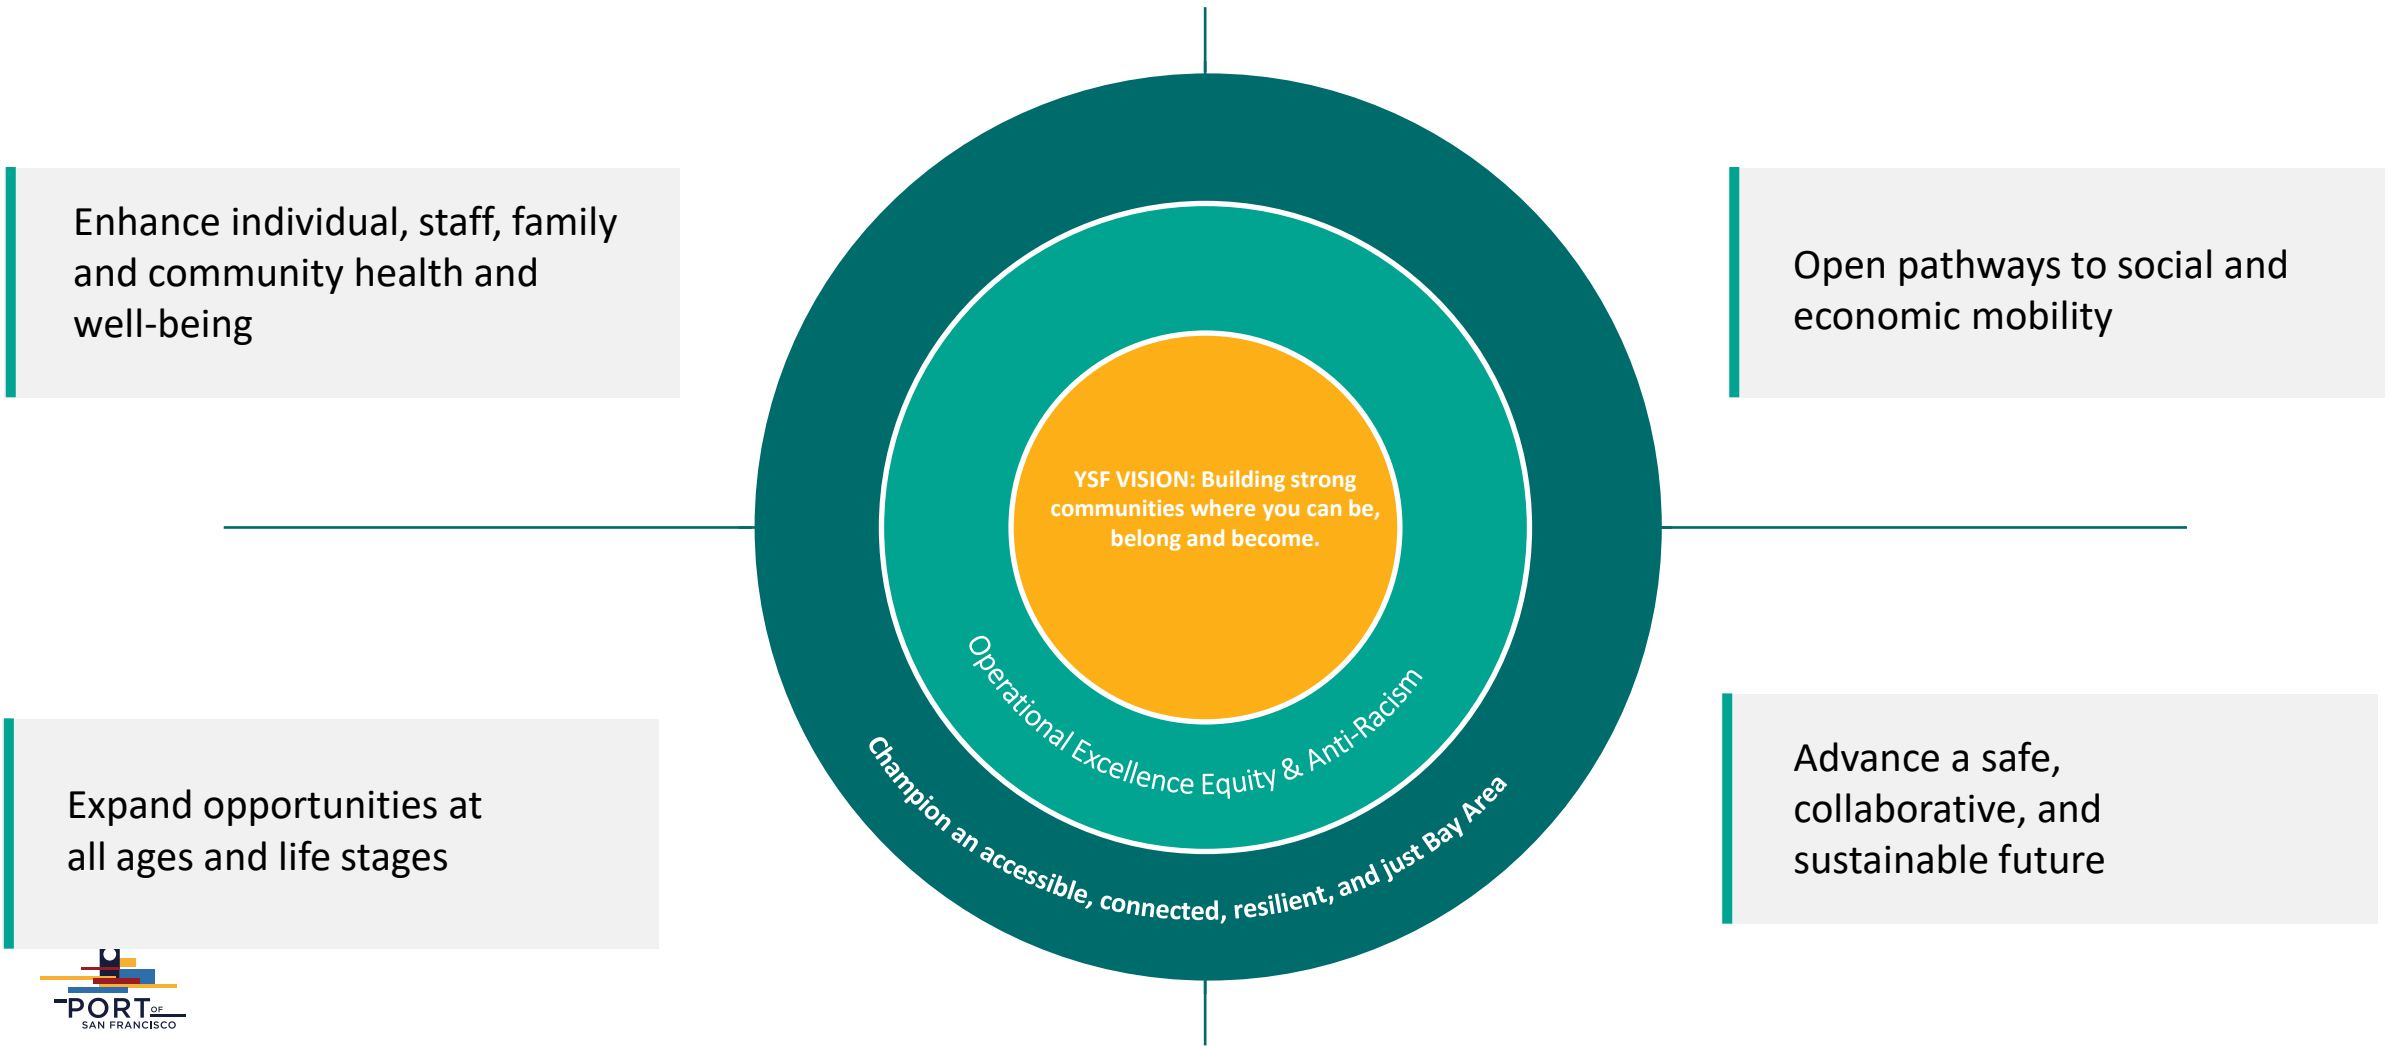 Enhance individual, staff, family
and community health and
well-being
Open pathways to social and
economic mobility
YSF VISION: Building strong
communities where you can be,
belong and become.
Operational Excellence Equity & Anti-Racism
Champion an accessible, connected, resilient, and just Bay Area
Expand opportunities at
all ages and life stages
Advance a safe,
collaborative, and
sustainable future
PORT OF
SAN FRANCISCO